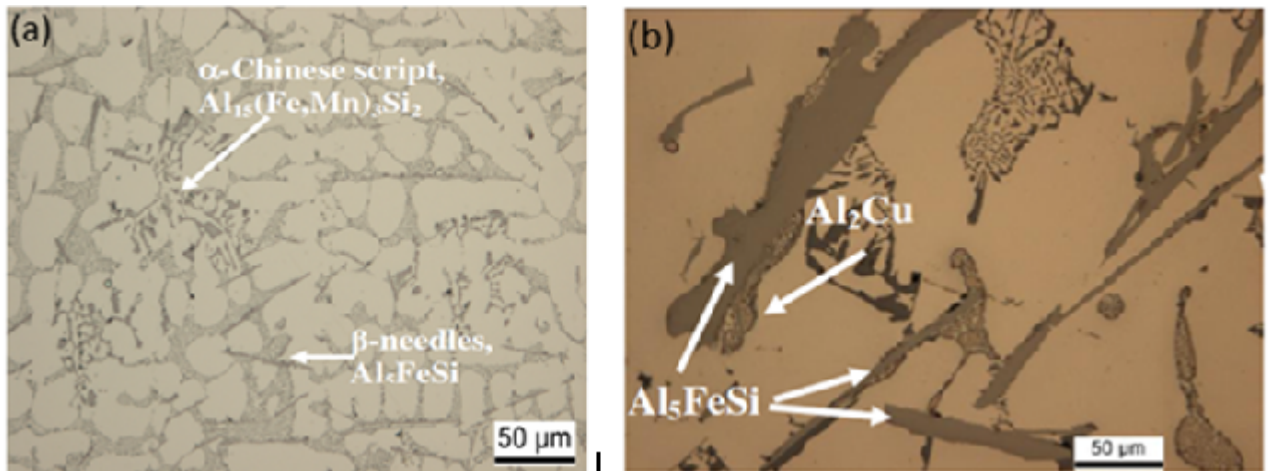 (a)
α-Chinese script,
Al₁₅(Fe,Mn)₃Si₂
β-needles,
Al₅FeSi
50 µm
(b)
Al₂Cu
Al₅FeSi
50 µm